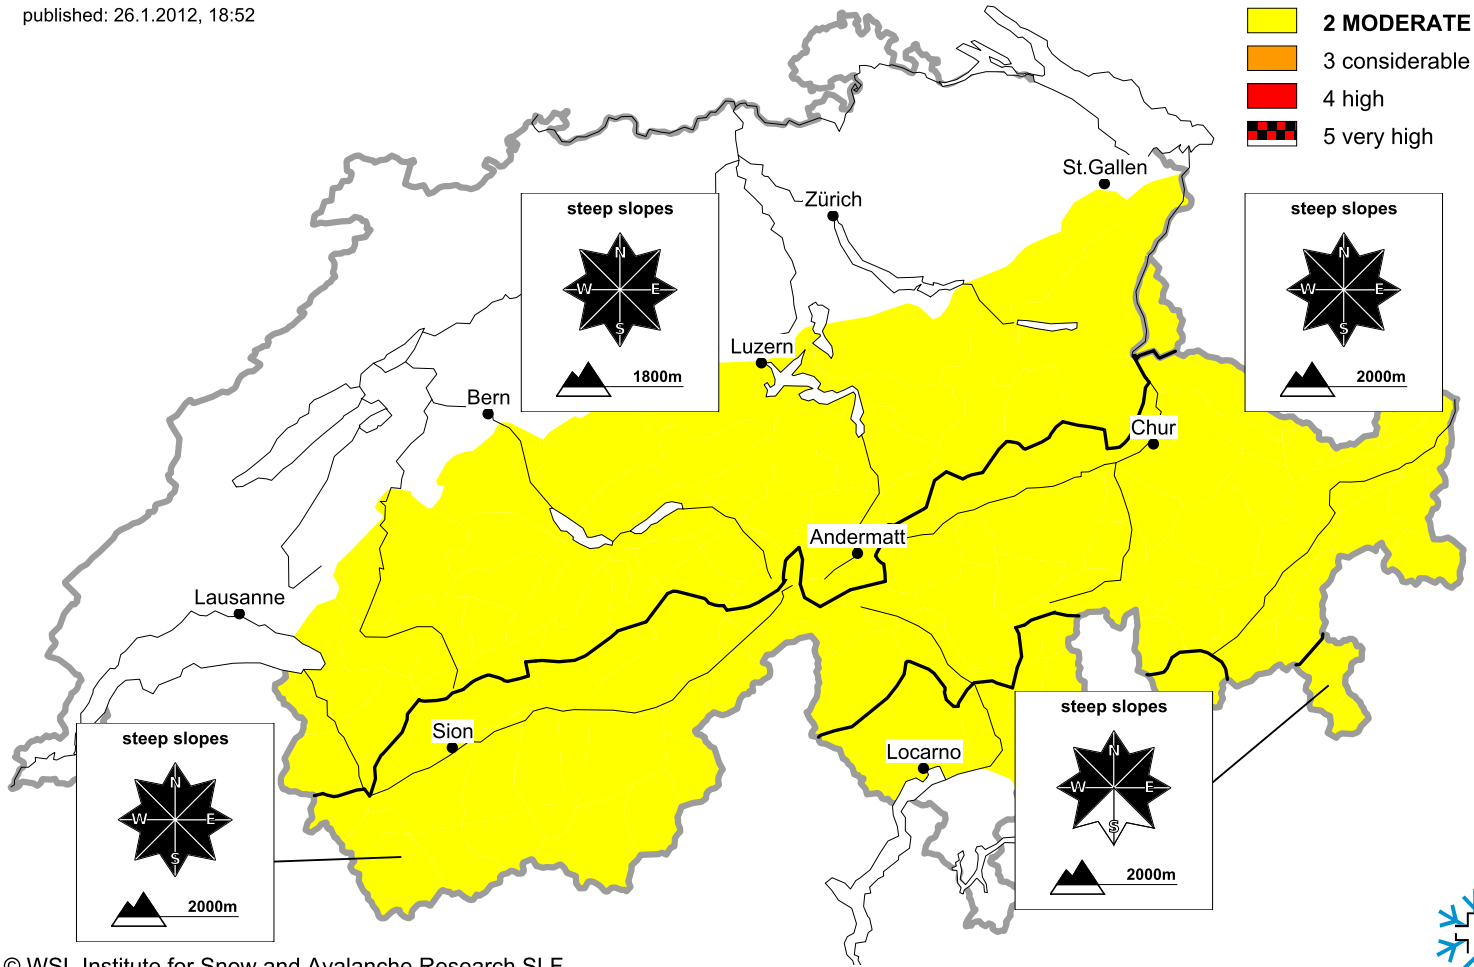 published: 26.1.2012, 18:52
2 MODERATE
3 considerable
4 high
5 very high
St.Gallen
Zürich
steep slopes
N
W E
S
1800m
steep slopes
N
W E
S
2000m
Luzern
Bern
Chur
Andermatt
Lausanne
Sion
Locarno
steep slopes
N
W E
S
2000m
steep slopes
N
W E
S
2000m
© WSL Institute for Snow and Avalanche Research SLF